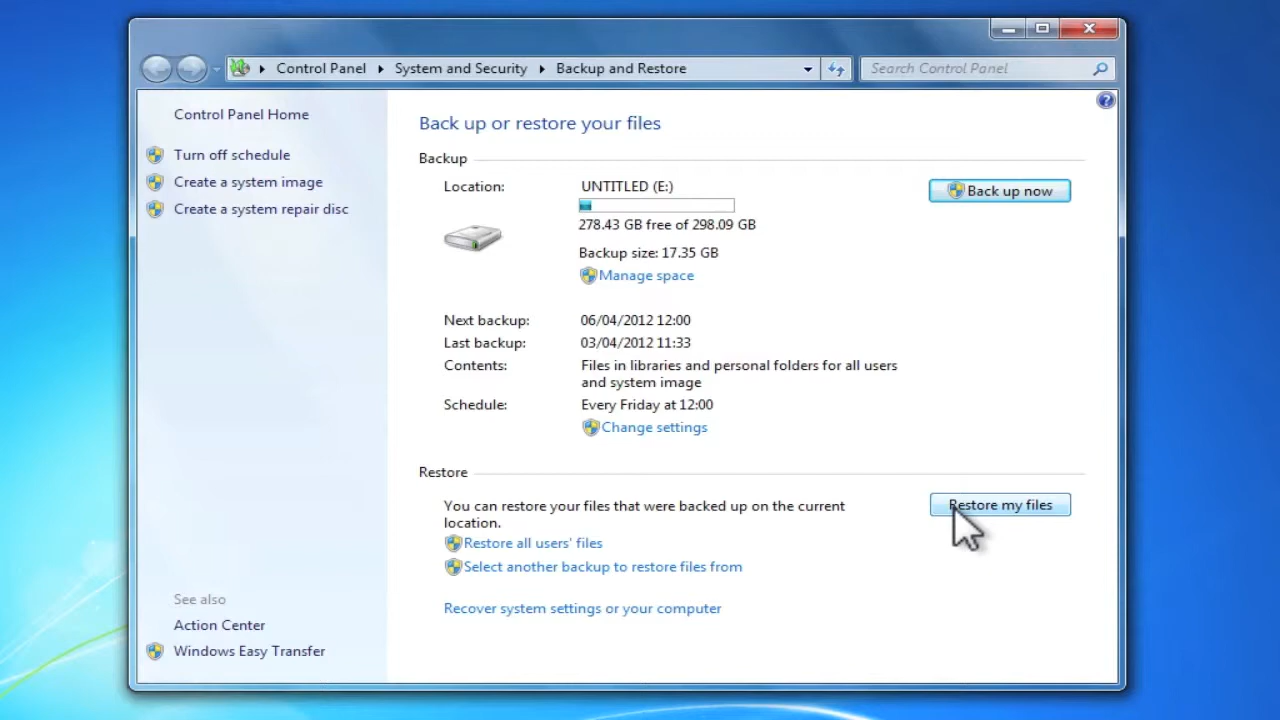 Control Panel System and Security Backup and Restore
Search Control Panel
Control Panel Home
Turn off schedule
Create a system image
Create a system repair disc
See also
Action Center
Windows Easy Transfer
Back up or restore your files
Backup
Location: UNTITLED (E:)
Back up now
278.43 GB free of 298.09 GB
Backup size: 17.35 GB
Manage space
Next backup: 06/04/2012 12:00
Last backup: 03/04/2012 11:33
Contents: Files in libraries and personal folders for all users
and system image
Schedule: Every Friday at 12:00
Change settings
Restore
You can restore your files that were backed up on the current
location.
Restore my files
Restore all users' files
Select another backup to restore files from
Recover system settings or your computer